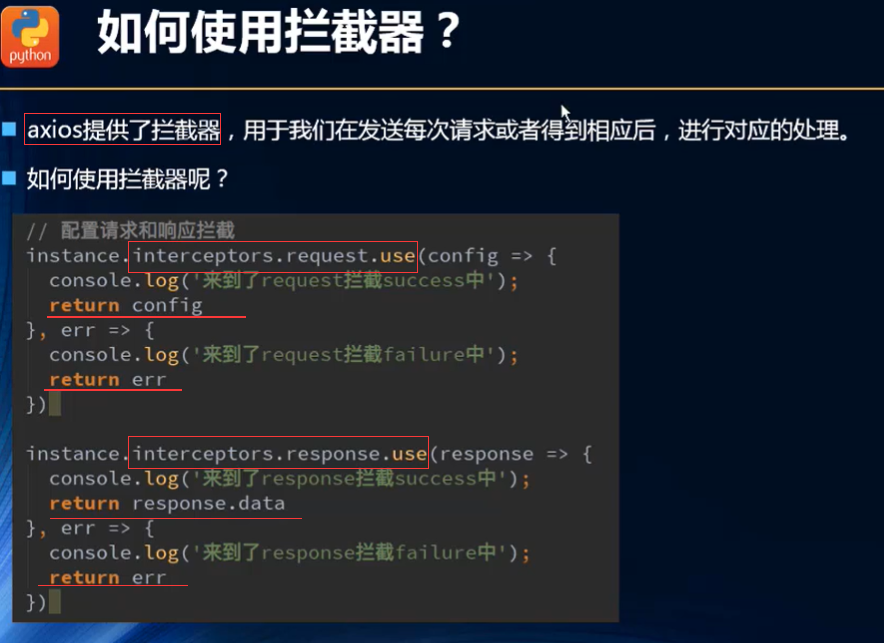 python
如何使用拦截器？
axios提供了拦截器，用于我们在发送每次请求或者得到相应后，进行对应的处理。
如何使用拦截器呢？
// 配置请求和响应拦截
instance.interceptors.request.use(config => {
  console.log('来到了request拦截success中');
  return config
}, err => {
  console.log('来到了request拦截failure中');
  return err
})
instance.interceptors.response.use(response => {
  console.log('来到了response拦截success中');
  return response.data
}, err => {
  console.log('来到了response拦截failure中');
  return err
})